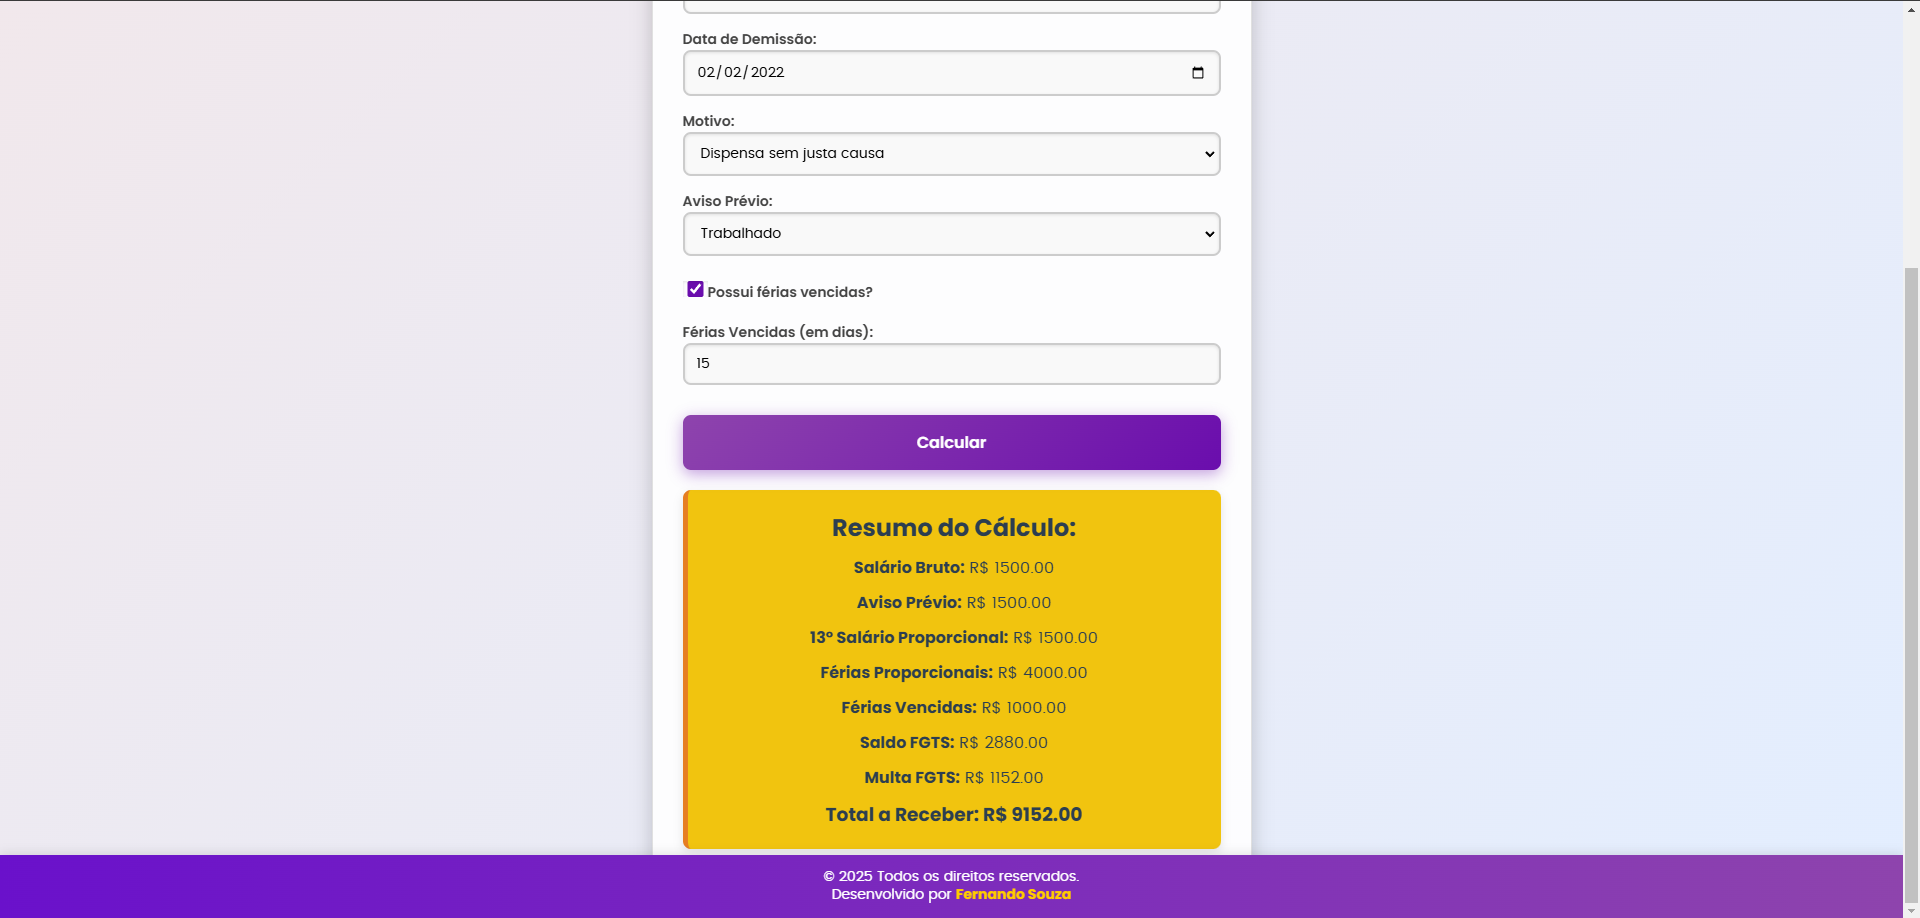 Data de Demissão:
02/02/2022
Motivo:
Dispensa sem justa causa
Aviso Prévio:
Trabalhado
Possui férias vencidas?
Férias Vencidas (em dias):
15
Calcular
Resumo do Cálculo:
Salário Bruto: R$ 1500.00
Aviso Prévio: R$ 1500.00
13º Salário Proporcional: R$ 1500.00
Férias Proporcionais: R$ 4000.00
Férias Vencidas: R$ 1000.00
Saldo FGTS: R$ 2880.00
Multa FGTS: R$ 1152.00
Total a Receber: R$ 9152.00
© 2025 Todos os direitos reservados.
Desenvolvido por Fernando Souza